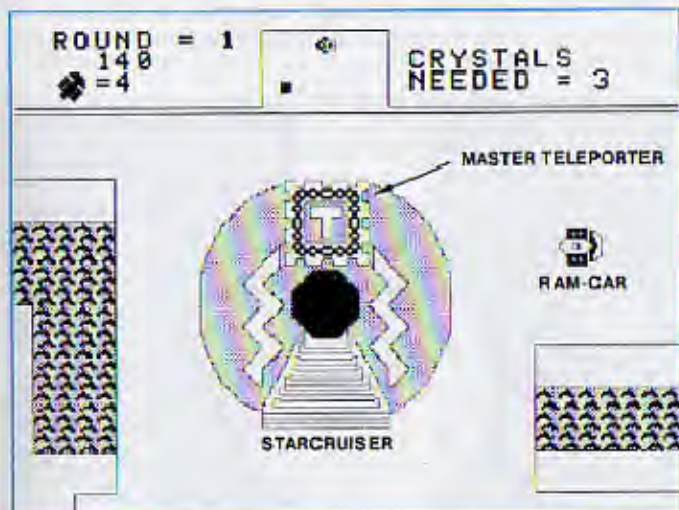 ROUND = 1
140
=4
CRYSTALS
NEEDED = 3
MASTER TELEPORTER
T
RAM-CAR
STARCRUISER